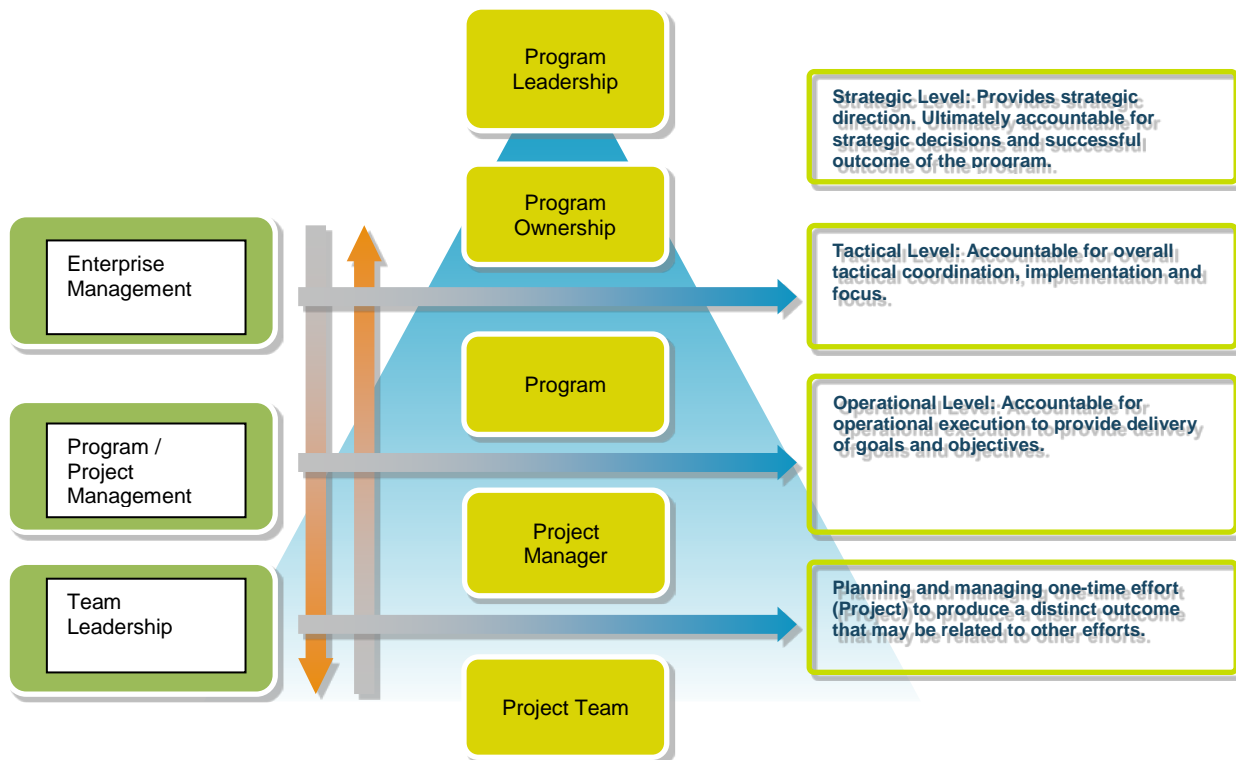 Program
Leadership
Strategic Level: Provides strategic
direction. Ultimately accountable for
strategic decisions and successful
outcome of the program.
Program
Ownership
Enterprise
Management
Tactical Level: Accountable for overall
tactical coordination, implementation and
focus.
Program
Program /
Project
Management
Operational Level: Accountable for
operational execution to provide delivery
of goals and objectives.
Project
Manager
Team
Leadership
Planning and managing one-time effort
(Project) to produce a distinct outcome
that may be related to other efforts.
Project Team